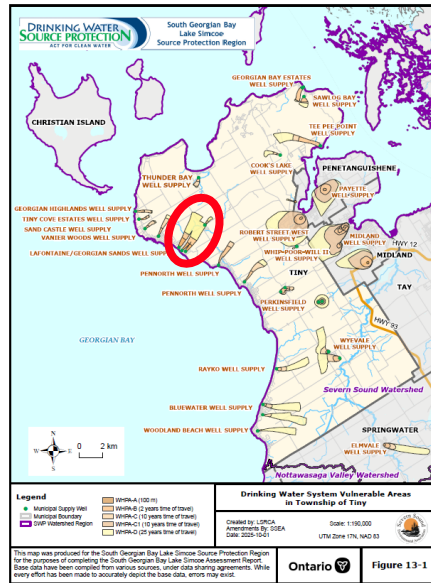 DRINKING WATER
SOURCE PROTECTION
ACT FOR CLEAN WATER
South Georgian Bay
Lake Simcoe
Source Protection Region
GEORGIAN BAY ESTATES
WELL SUPPLY
SAWLOG BAY
WELL SUPPLY
CHRISTIAN ISLAND
TEE PEE POINT
WELL SUPPLY
COOK'S LAKE
WELL SUPPLY
PENETANGUISHENE
THUNDER BAY
WELL SUPPLY
PAYETTE
WELL SUPPLY
GEORGIAN HIGHLANDS WELL SUPPLY
TINY COVE ESTATES WELL SUPPLY
SAND CASTLE WELL SUPPLY
VANIER WOODS WELL SUPPLY
ROBERT STREET WEST
WELL SUPPLY
MIDLAND
WELL SUPPLY
LAFONTAINE/GEORGIAN SANDS WELL SUPPLY
WHIP-POOR-WILL II
WELL SUPPLY
HWY 12
MIDLAND
PENNORTH WELL SUPPLY
TINY
TAY
PENNORTH WELL SUPPLY
PERKINSFIELD
WELL SUPPLY
HWY 93
GEORGIAN BAY
WYEVALE
WELL SUPPLY
RAYKO WELL SUPPLY
Severn Sound Watershed
BLUEWATER WELL SUPPLY
WOODLAND BEACH WELL SUPPLY
SPRINGWATER
ELMVALE
WELL SUPPLY
N
W
E
S
0 2 km
Nottawasaga Valley Watershed
Legend
Municipal Supply Well
Municipal Boundary
SWP Watershed Region
WHPA-A (100 m)
WHPA-B (2 years time of travel)
WHPA-C (10 years time of travel)
WHPA-C1 (10 years time of travel)
WHPA-D (25 years time of travel)
Drinking Water System Vulnerable Areas
in Township of Tiny
Created by: LSRCA
Amendments By: SSEA
Date: 2025-10-01
Scale: 1:190,000
UTM Zone 17N, NAD 83
This map was produced for the South Georgian Bay Lake Simcoe Source Protection Region
for the purposes of completing the South Georgian Bay Lake Simcoe Assessment Report.
Base data have been compiled from various sources, under data sharing agreements. While
every effort has been made to accurately depict the base data, errors may exist.
Ontario
Figure 13-1